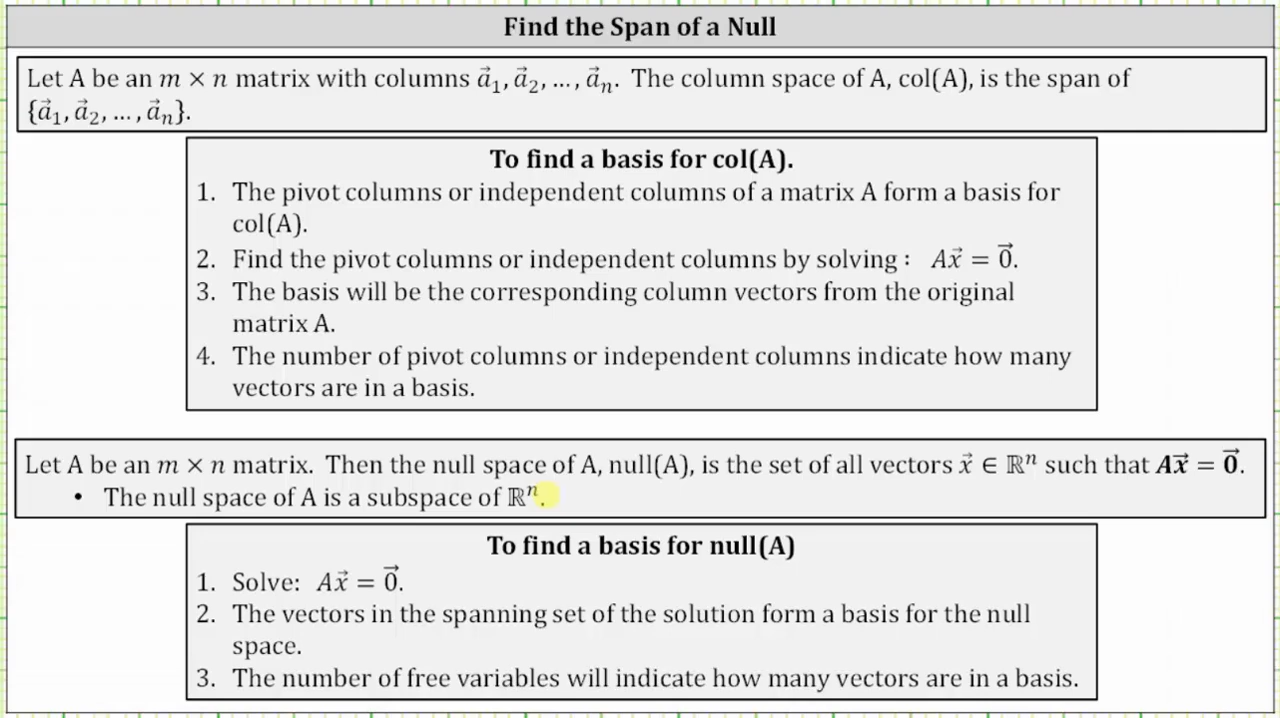 Find the Span of a Null
Let A be an m × n matrix with columns a⃗₁, a⃗₂, …, a⃗ₙ. The column space of A, col(A), is the span of
{a⃗₁, a⃗₂, …, a⃗ₙ}.
To find a basis for col(A).
1. The pivot columns or independent columns of a matrix A form a basis for
col(A).
2. Find the pivot columns or independent columns by solving : Ax⃗ = 0⃗.
3. The basis will be the corresponding column vectors from the original
matrix A.
4. The number of pivot columns or independent columns indicate how many
vectors are in a basis.
Let A be an m × n matrix. Then the null space of A, null(A), is the set of all vectors x⃗ ∈ ℝⁿ such that Ax⃗ = 0⃗.
• The null space of A is a subspace of ℝⁿ.
To find a basis for null(A)
1. Solve: Ax⃗ = 0⃗.
2. The vectors in the spanning set of the solution form a basis for the null
space.
3. The number of free variables will indicate how many vectors are in a basis.